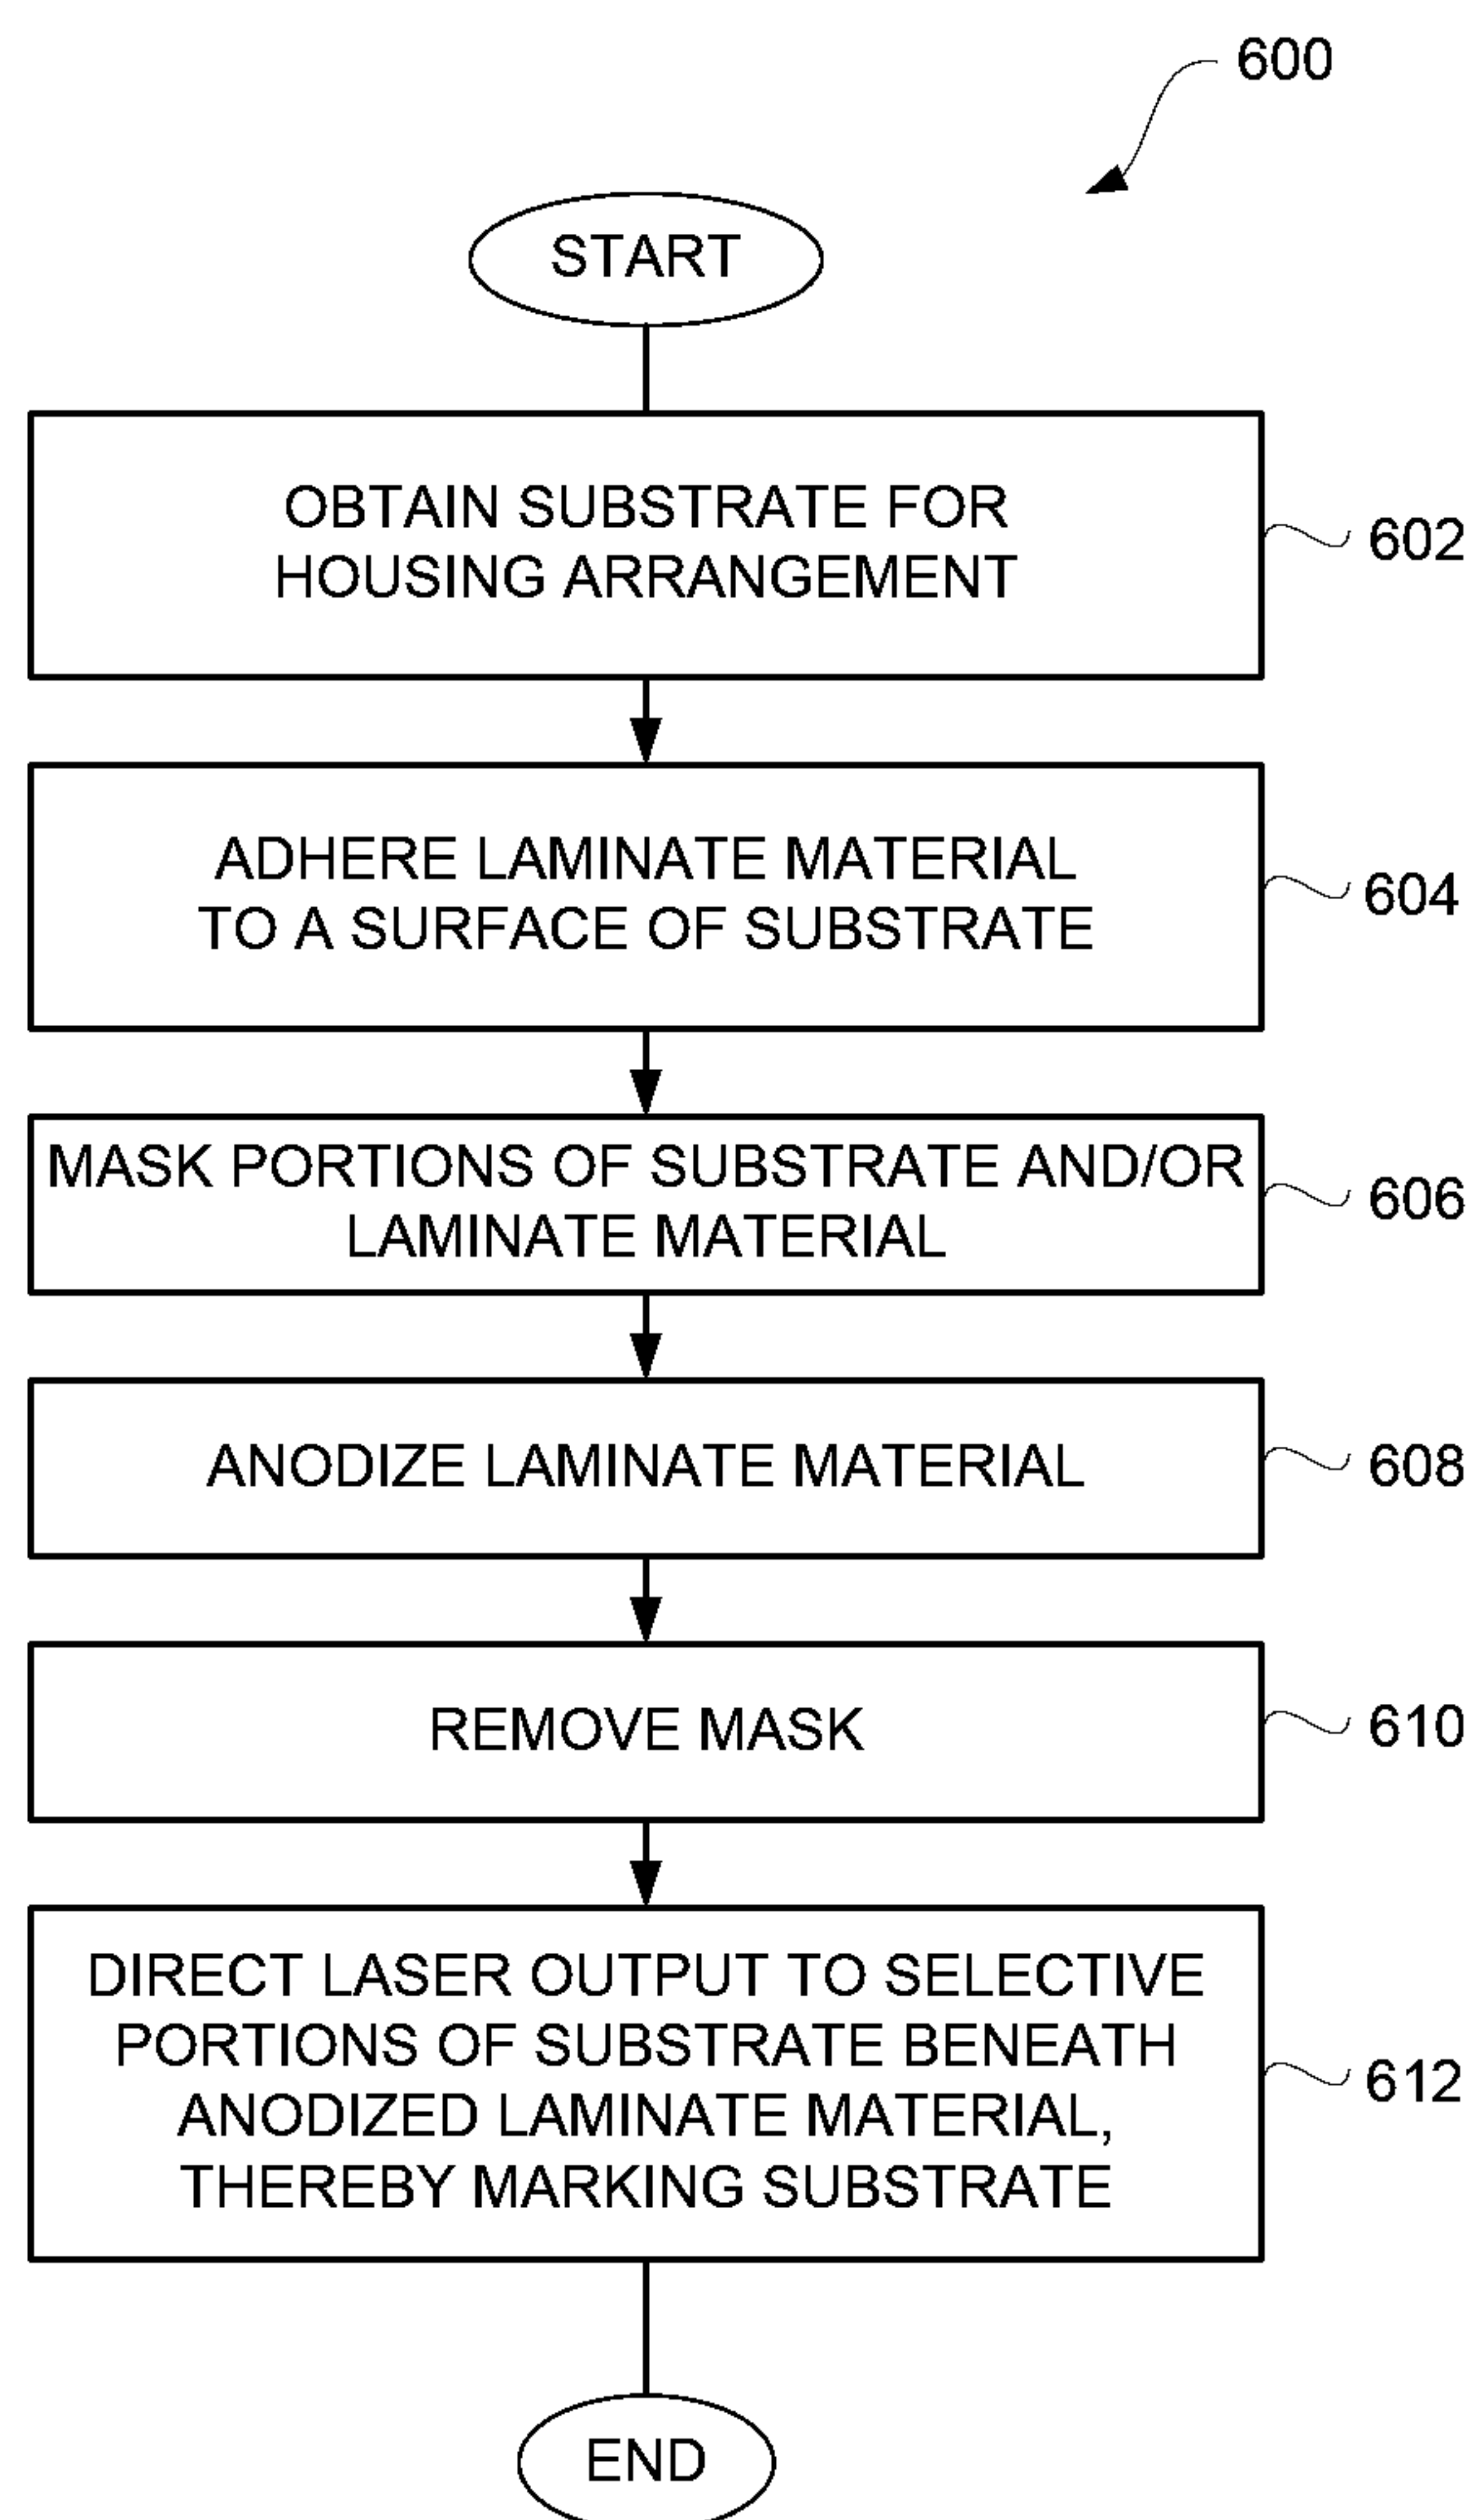 600
START
OBTAIN SUBSTRATE FOR
HOUSING ARRANGEMENT
602
ADHERE LAMINATE MATERIAL
TO A SURFACE OF SUBSTRATE
604
MASK PORTIONS OF SUBSTRATE AND/OR
LAMINATE MATERIAL
606
ANODIZE LAMINATE MATERIAL
608
REMOVE MASK
610
DIRECT LASER OUTPUT TO SELECTIVE
PORTIONS OF SUBSTRATE BENEATH
ANODIZED LAMINATE MATERIAL,
THEREBY MARKING SUBSTRATE
612
END